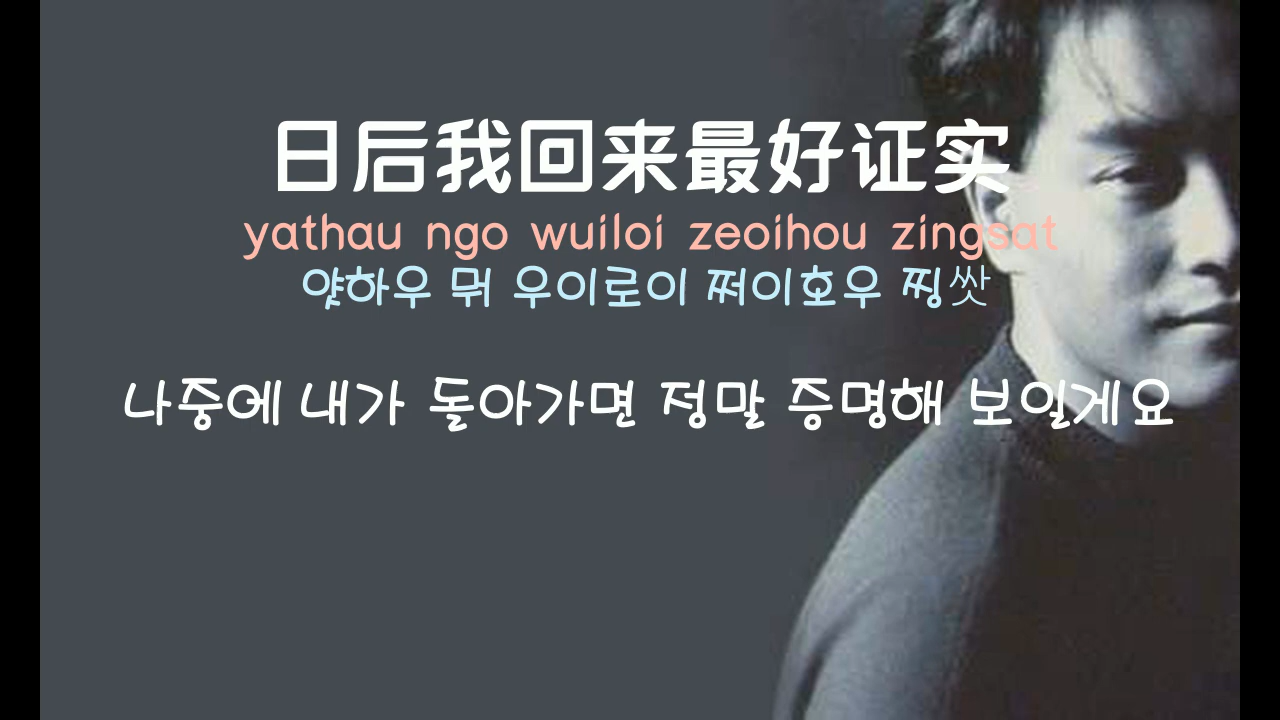 日后我回来最好证实
yathau ngo wuiloi zeoihou zingsat
얏하우 뭐 우이로이 쩌이호우 찡쌋
나중에 내가 돌아가면 정말 증명해 보일게요